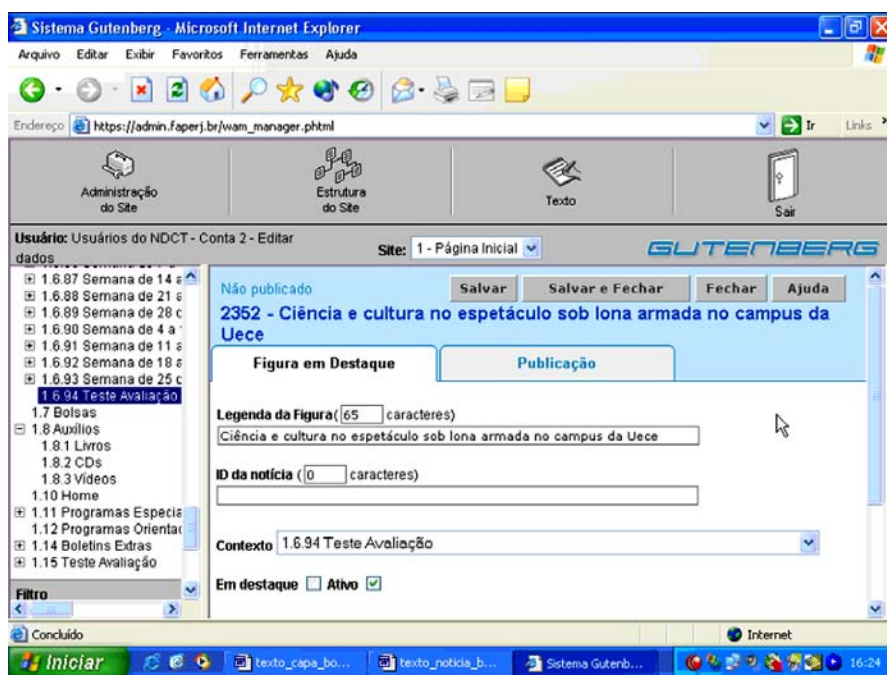 Sistema Gutenberg - Microsoft Internet Explorer
Arquivo Editar Exibir Favoritos Ferramentas Ajuda
Endereço https://admin.faperj.br/wam_manager.phtml Ir Links
Administração do Site
Estrutura do Site
Texto
Sair
Usuário: Usuários do NDCT - Conta 2 - Editar dados
Site: 1 - Página Inicial
GUTENBERG
1.6.87 Semana de 14
1.6.88 Semana de 21
1.6.89 Semana de 28
1.6.90 Semana de 4 a
1.6.91 Semana de 11
1.6.92 Semana de 18
1.6.93 Semana de 25
1.6.94 Teste Avaliação
1.7 Bolsas
1.8 Auxílios
1.8.1 Livros
1.8.2 CDs
1.8.3 Vídeos
1.10 Home
1.11 Programas Especia
1.12 Programas Orienta
1.14 Boletins Extras
1.15 Teste Avaliação
Filtro
Não publicado
Salvar Salvar e Fechar Fechar Ajuda
2352 - Ciência e cultura no espetáculo sob lona armada no campus da
Uece
Figura em Destaque Publicação
Legenda da Figura( 65 caracteres)
Ciência e cultura no espetáculo sob lona armada no campus da Uece
ID da notícia ( 0 caracteres)
Contexto 1.6.94 Teste Avaliação
Em destaque Ativo
Concluído Internet
Iniciar texto_capa_bo... texto_noticia_b... Sistema Gutenb... 16:24